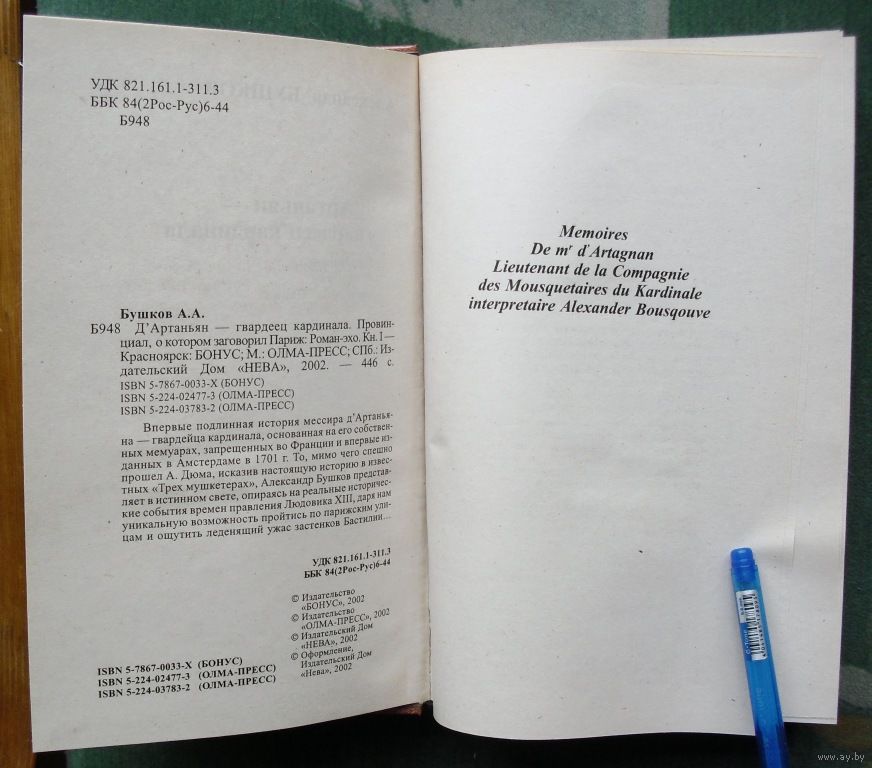 УДК 821.161.1-311.3
ББК 84(2Рос-Рус)6-44
Б948
Бушков А.А.
Б948 Д'Артаньян — гвардеец кардинала. Провин-
циал, о котором заговорил Париж: Роман-эхо. Кн. I —
Красноярск: БОНУС; М.: ОЛМА-ПРЕСС; СПб.: Из-
дательский Дом «НЕВА», 2002. — 446 с.
ISBN 5-7867-0033-X (БОНУС)
ISBN 5-224-02477-3 (ОЛМА-ПРЕСС)
ISBN 5-224-03783-2 (ОЛМА-ПРЕСС)
Впервые подлинная история мессира д'Артанья-
на — гвардейца кардинала, основанная на его собствен-
ных мемуарах, запрещенных во Франции и впервые из-
данных в Амстердаме в 1701 г. То, мимо чего спешно
прошел А. Дюма, исказив настоящую историю в извес-
тных «Трех мушкетерах», Александр Бушков представ-
ляет в истинном свете, опираясь на реальные историчес-
кие события времен правления Людовика XIII, даря нам
уникальную возможность пройтись по парижским ули-
цам и ощутить леденящий ужас застенков Бастилии...
УДК 821.161.1-311.3
ББК 84(2Рос-Рус)6-44
© Издательство
«БОНУС», 2002
© Издательство
«ОЛМА-ПРЕСС», 2002
© Издательский Дом
«НЕВА», 2002
© Оформление,
Издательский Дом
«Нева», 2002
ISBN 5-7867-0033-X (БОНУС)
ISBN 5-224-02477-3 (ОЛМА-ПРЕСС)
ISBN 5-224-03783-2 (ОЛМА-ПРЕСС)
Memoires
De mr d'Artagnan
Lieutenant de la Compagnie
des Mousquetaires du Kardinale
interpretaire Alexander Bousqouve
www.ay.by